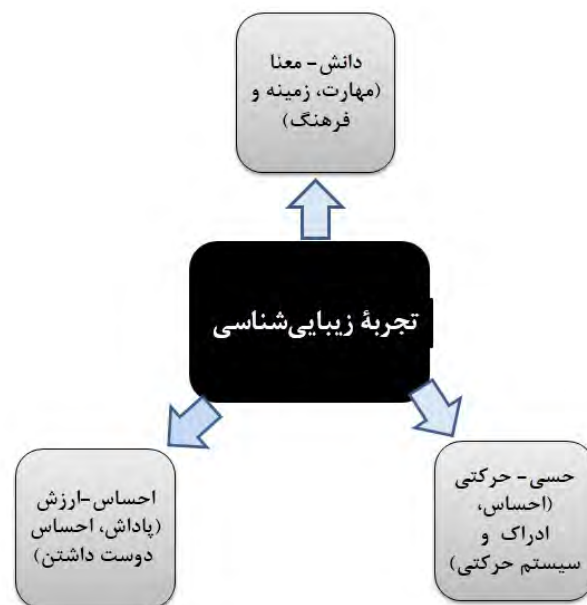 دانش - معنا
(مهارت، زمینه و
فرهنگ)
تجربهٔ زیبایی‌شناسی
حسی - حرکتی
(احساس،
ادراک و
سیستم حرکتی)
احساس-ارزش
(پاداش، احساس
دوست داشتن)